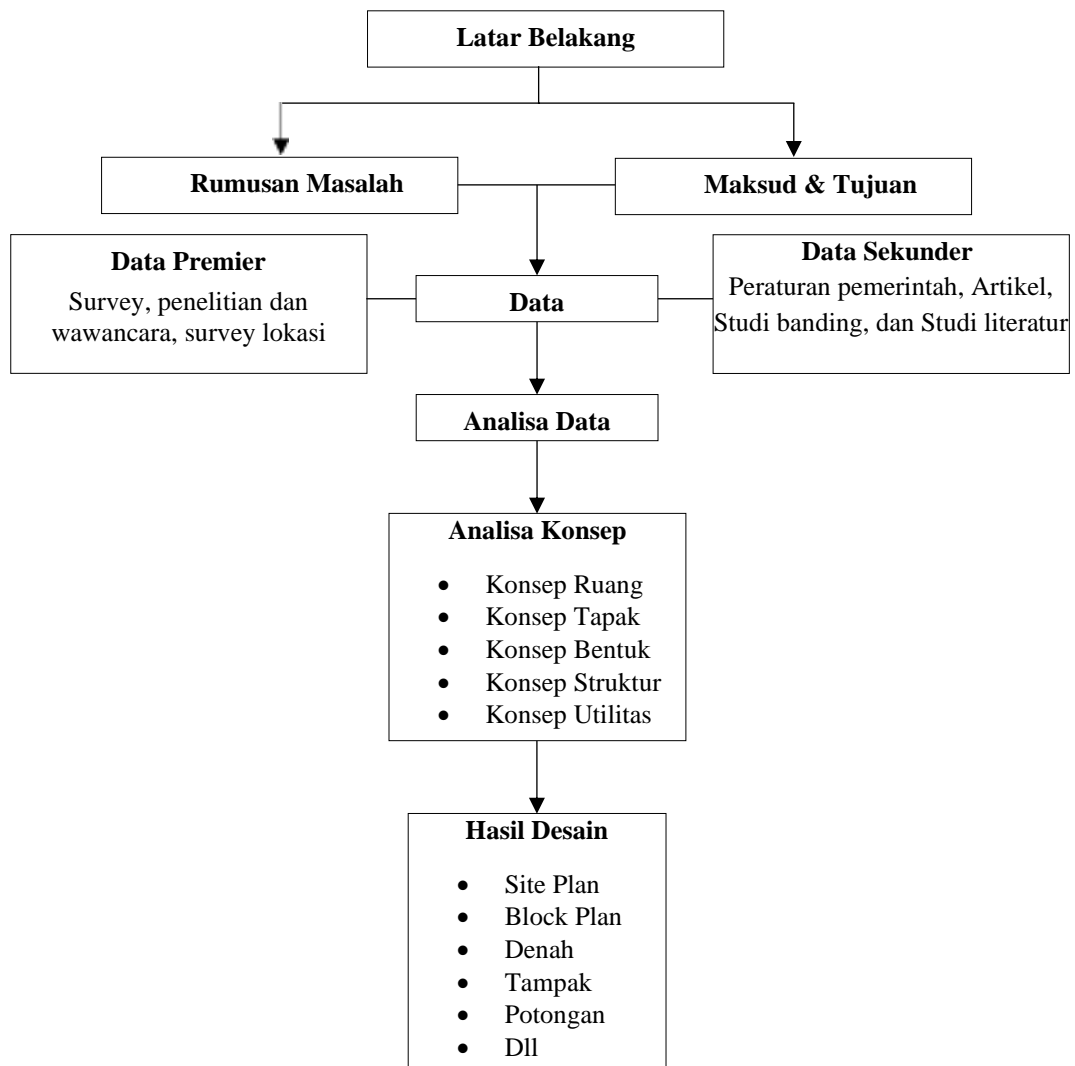 Latar Belakang
Rumusan Masalah
Maksud & Tujuan
Data Premier
Survey, penelitian dan
wawancara, survey lokasi
Data
Data Sekunder
Peraturan pemerintah, Artikel,
Studi banding, dan Studi literatur
Analisa Data
Analisa Konsep
• Konsep Ruang
• Konsep Tapak
• Konsep Bentuk
• Konsep Struktur
• Konsep Utilitas
Hasil Desain
• Site Plan
• Block Plan
• Denah
• Tampak
• Potongan
• Dll